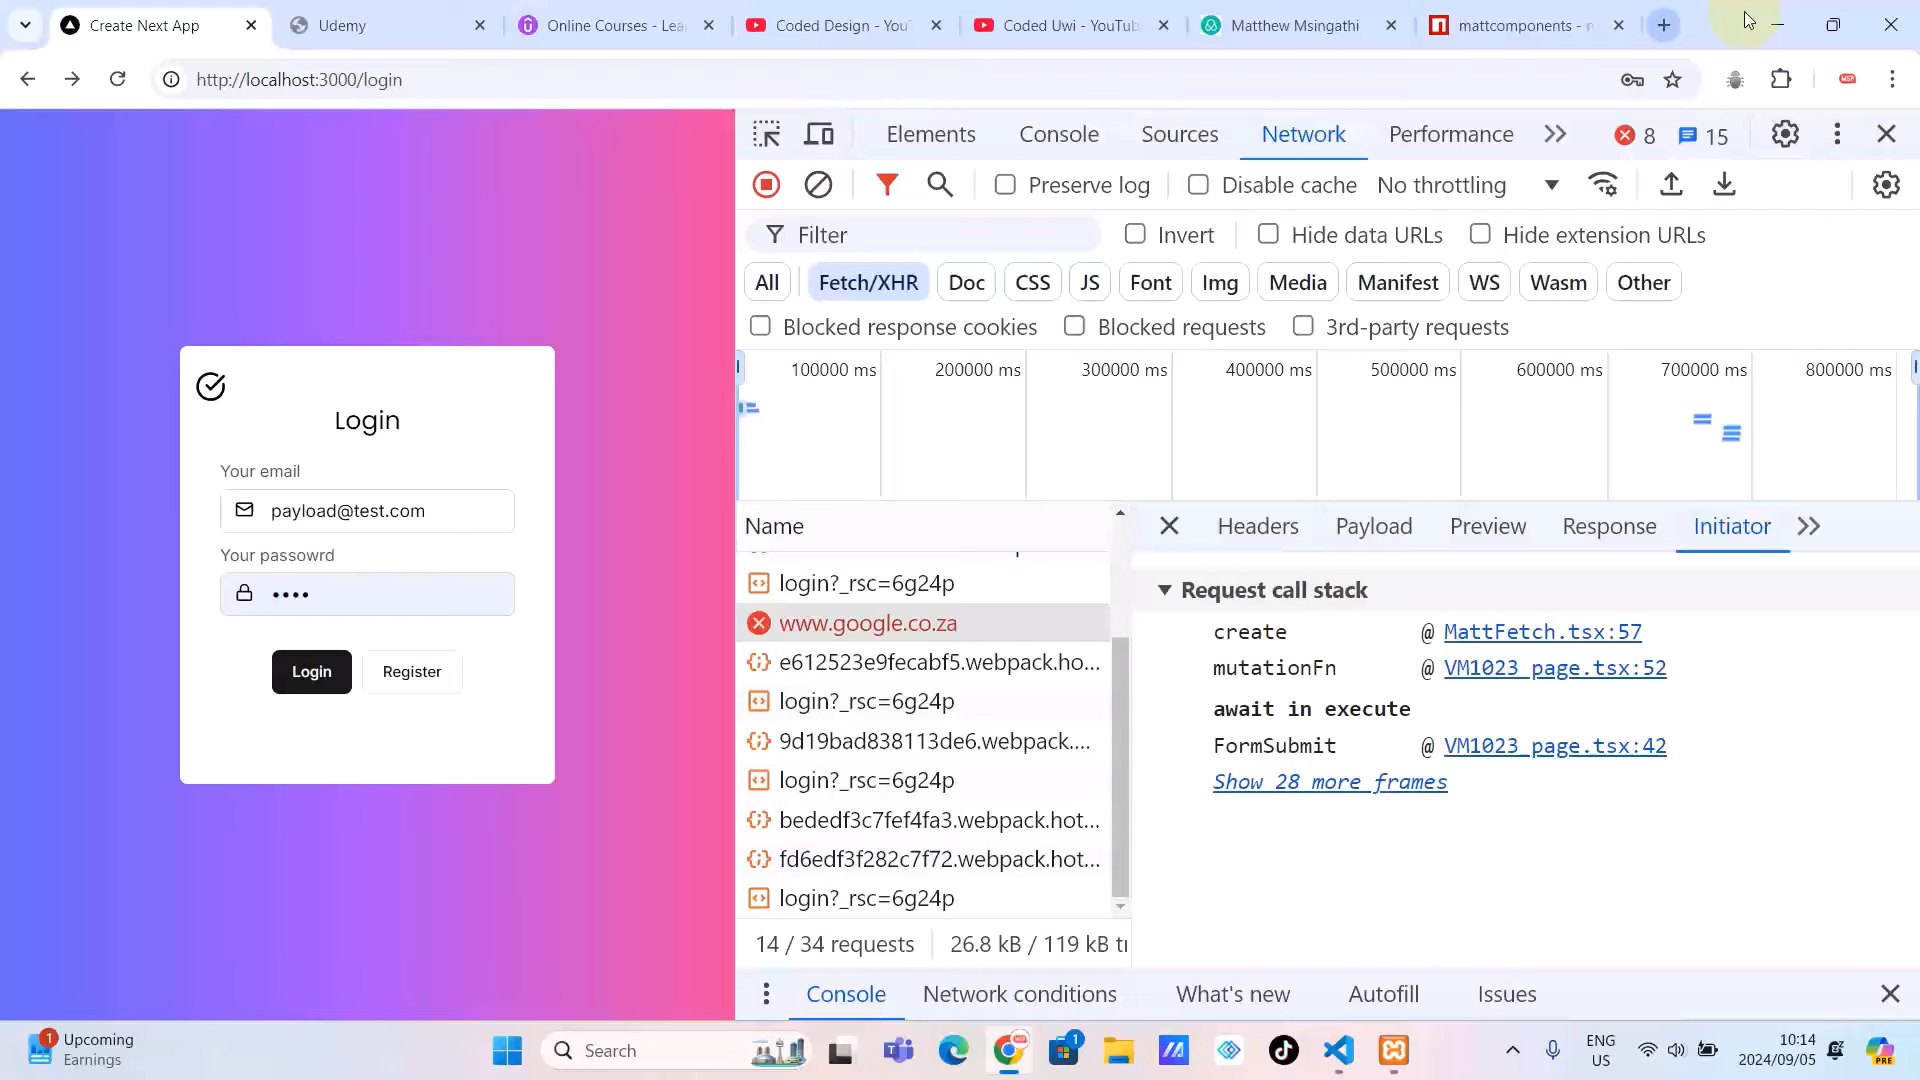 Create Next App
Udemy
Online Courses - Lea
Coded Design - YouT
Coded Uwi - YouTub
Matthew Msingathi
mattcomponents - n
http://localhost:3000/login
Elements
Console
Sources
Network
Performance
8
15
Preserve log
Disable cache
No throttling
Filter
Invert
Hide data URLs
Hide extension URLs
All
Fetch/XHR
Doc
CSS
JS
Font
Img
Media
Manifest
WS
Wasm
Other
Blocked response cookies
Blocked requests
3rd-party requests
100000 ms
200000 ms
300000 ms
400000 ms
500000 ms
600000 ms
700000 ms
800000 ms
Login
Your email
payload@test.com
Your passowrd
Login
Register
Name
login?_rsc=6g24p
www.google.co.za
e612523e9fecabf5.webpack.ho...
login?_rsc=6g24p
9d19bad838113de6.webpack....
login?_rsc=6g24p
bededf3c7fef4fa3.webpack.hot...
fd6edf3f282c7f72.webpack.hot...
login?_rsc=6g24p
14 / 34 requests
26.8 kB / 119 kB tr
Headers
Payload
Preview
Response
Initiator
Request call stack
create @ MattFetch.tsx:57
mutationFn @ VM1023 page.tsx:52
await in execute
FormSubmit @ VM1023 page.tsx:42
Show 28 more frames
Console
Network conditions
What's new
Autofill
Issues
1
Upcoming
Earnings
Search
1
ENG
US
10:14
2024/09/05
PRE